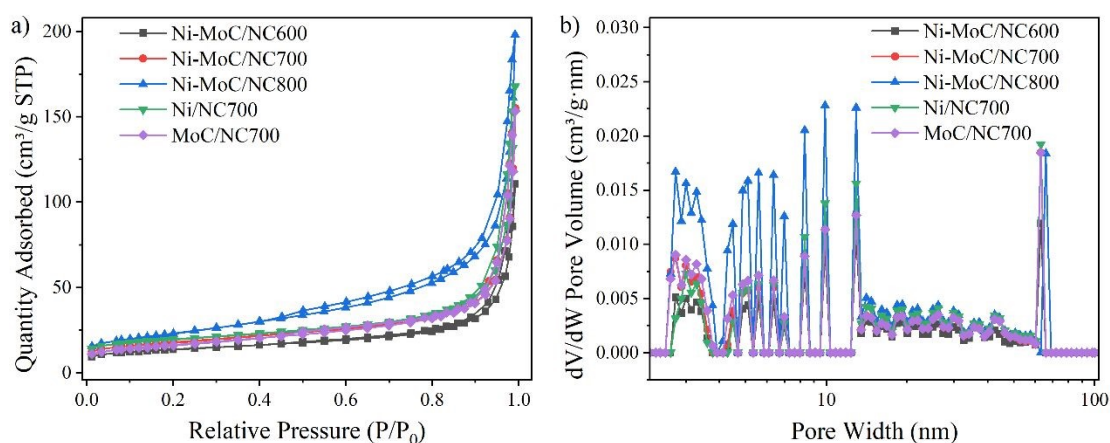 a)
Quantity Adsorbed (cm³/g STP)
200
150
100
50
0
Ni-MoC/NC600
Ni-MoC/NC700
Ni-MoC/NC800
Ni/NC700
MoC/NC700
0.0 0.2 0.4 0.6 0.8 1.0
Relative Pressure (P/P₀)
b)
dV/dW Pore Volume (cm³/g·nm)
0.030
0.025
0.020
0.015
0.010
0.005
0.000
Ni-MoC/NC600
Ni-MoC/NC700
Ni-MoC/NC800
Ni/NC700
MoC/NC700
10 100
Pore Width (nm)